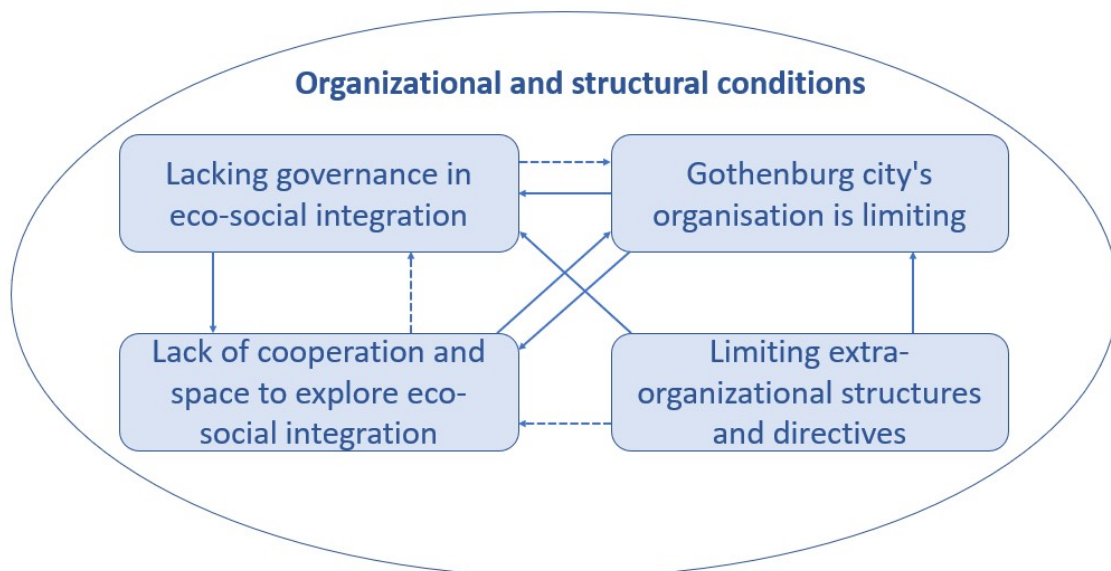 Organizational and structural conditions
Lacking governance in
eco-social integration
Gothenburg city's
organisation is limiting
Lack of cooperation and
space to explore eco-
social integration
Limiting extra-
organizational structures
and directives